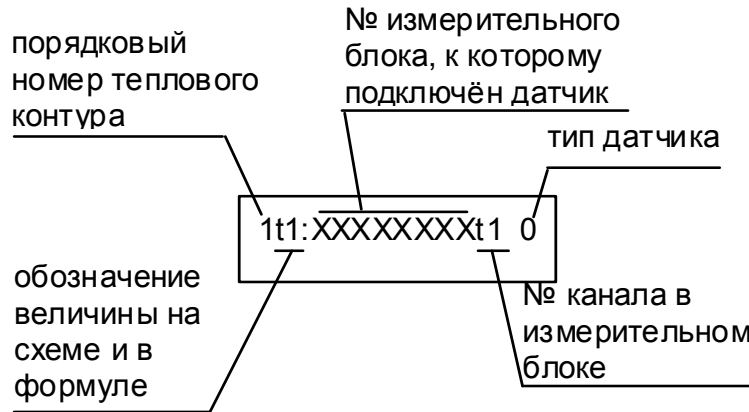 порядковый
номер теплового
контура
№ измерительного
блока, к которому
подключён датчик
тип датчика
1t1:XXXXXXXXt1 0
обозначение
величины на
схеме и в
формуле
№ канала в
измерительном
блоке